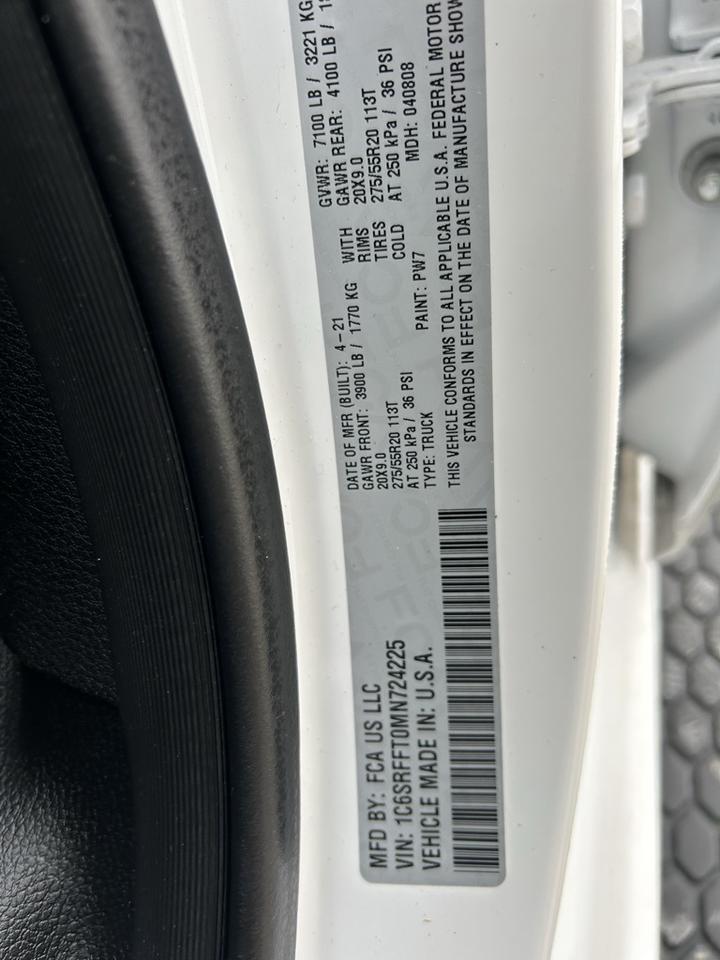 MFD BY: FCA US LLC
VIN: 1C6SRFFT0MN724225
VEHICLE MADE IN: U.S.A.
DATE OF MFR (BUILT): 4-21 GVWR: 7100 LB / 3221 KG
GAWR FRONT: 3900 LB / 1770 KG WITH GAWR REAR: 4100 LB /
20X9.0 RIMS 20X9.0
275/55R20 113T TIRES 275/55R20 113T
AT 250 kPa / 36 PSI COLD AT 250 kPa / 36 PSI
TYPE: TRUCK PAINT: PW7 MDH: 040808
THIS VEHICLE CONFORMS TO ALL APPLICABLE U.S.A. FEDERAL MOTOR
STANDARDS IN EFFECT ON THE DATE OF MANUFACTURE SHOW